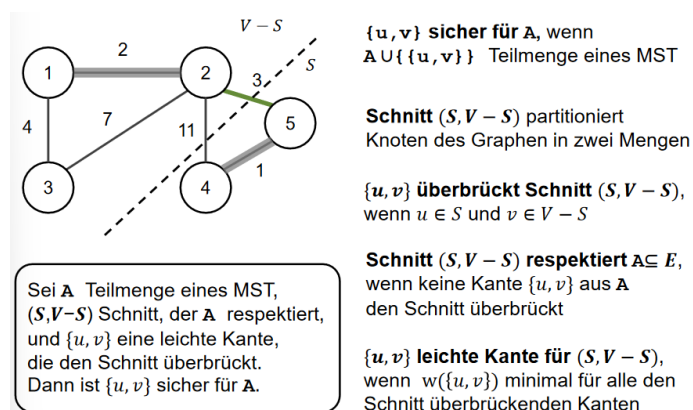 V − S
S
2
1
2
3
4
7
11
5
3
4
1
{u,v} sicher für A, wenn
A∪{{u,v}} Teilmenge eines MST
Schnitt (S,V − S) partitioniert
Knoten des Graphen in zwei Mengen
{u,v} überbrückt Schnitt (S,V − S),
wenn u ∈ S und v ∈ V − S
Schnitt (S,V − S) respektiert A⊆ E,
wenn keine Kante {u,v} aus A
den Schnitt überbrückt
{u,v} leichte Kante für (S,V − S),
wenn w({u,v}) minimal für alle den
Schnitt überbrückenden Kanten
Sei A Teilmenge eines MST,
(S,V−S) Schnitt, der A respektiert,
und {u,v} eine leichte Kante,
die den Schnitt überbrückt.
Dann ist {u,v} sicher für A.